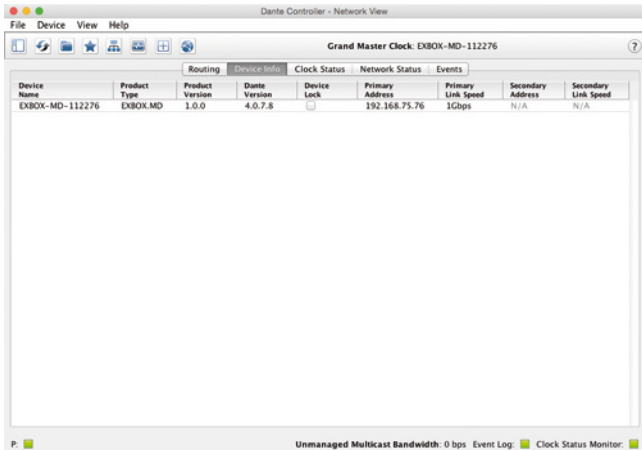 Dante Controller - Network View
File Device View Help
Grand Master Clock: EXBOX-MD-112276
?
Routing Device Info Clock Status Network Status Events
Device Name Product Type Product Version Dante Version Device Lock Primary Address Primary Link Speed Secondary Address Secondary Link Speed
EXBOX-MD-112276 EXBOX.MD 1.0.0 4.0.7.8 192.168.75.76 1Gbps N/A N/A
P: Unmanaged Multicast Bandwidth: 0 bps Event Log: Clock Status Monitor: